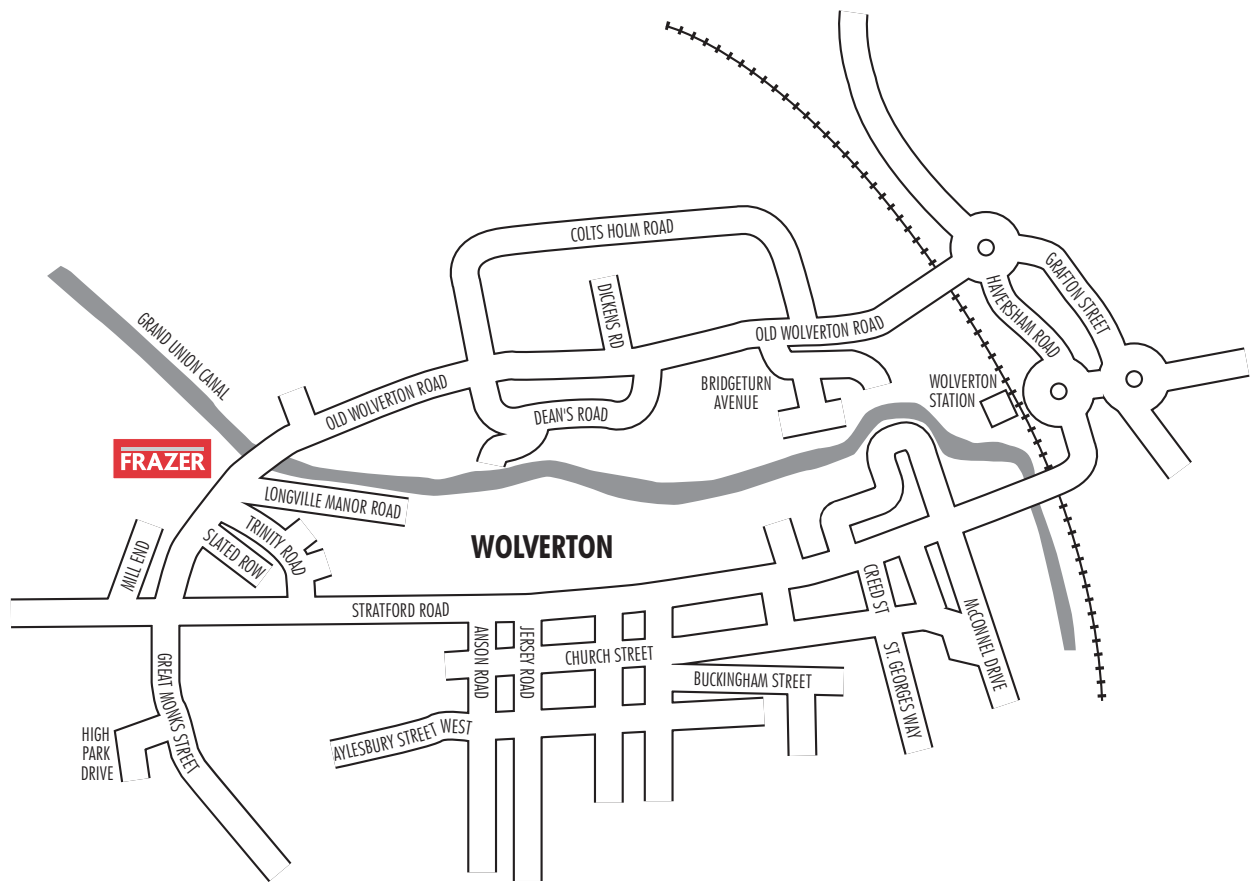 COLTS HOLM ROAD
GRAFTON STREET
HAVERSHAM ROAD
DICKENS RD
OLD WOLVERTON ROAD
GRAND UNION CANAL
BRIDGETURN
AVENUE
WOLVERTON
STATION
OLD WOLVERTON ROAD
DEAN'S ROAD
FRAZER
LONGVILLE MANOR ROAD
TRINITY ROAD
SLATED ROW
MILL END
WOLVERTON
STRATFORD ROAD
CREED ST
McCONNEL DRIVE
ANSON ROAD
JERSEY ROAD
CHURCH STREET
ST. GEORGES WAY
BUCKINGHAM STREET
GREAT MONKS STREET
AYLESBURY STREET WEST
HIGH
PARK
DRIVE